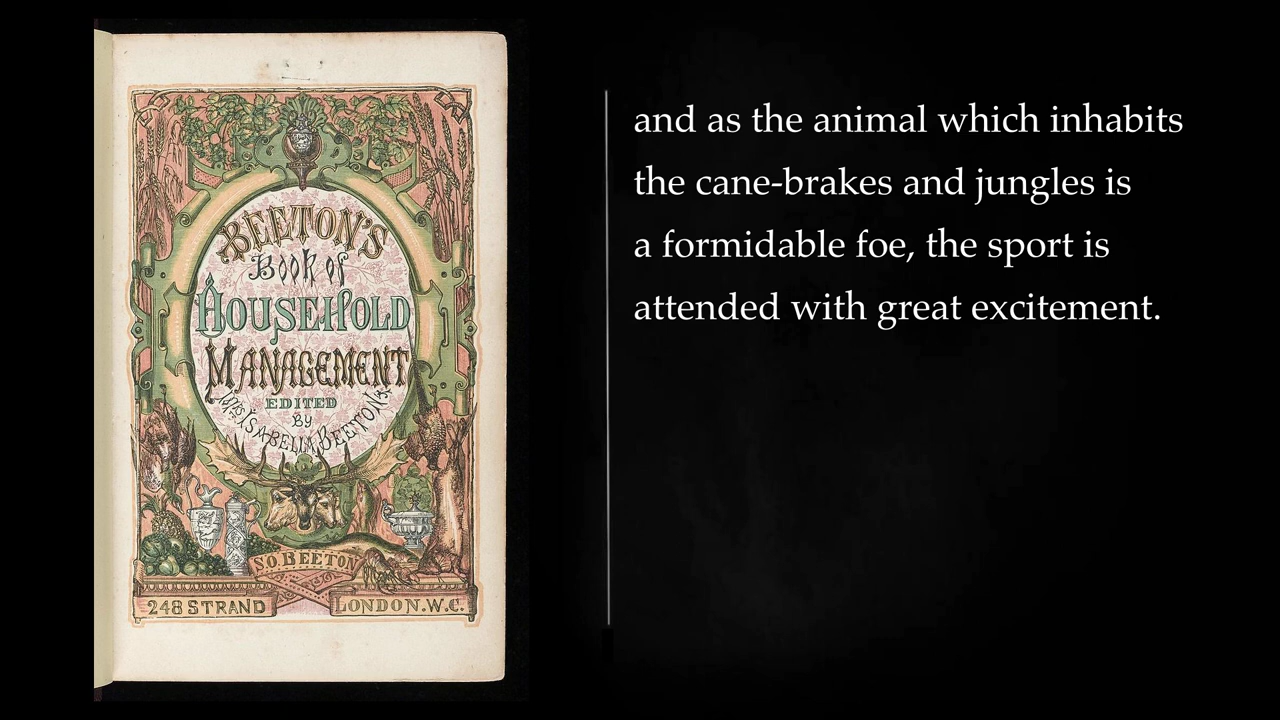 BEETON'S
Book of
HOUSEHOLD
MANAGEMENT
EDITED
BY
MRS ISABELLA BEETON
S.O. BEETON
248 STRAND
LONDON. W.C.
and as the animal which inhabits
the cane-brakes and jungles is
a formidable foe, the sport is
attended with great excitement.